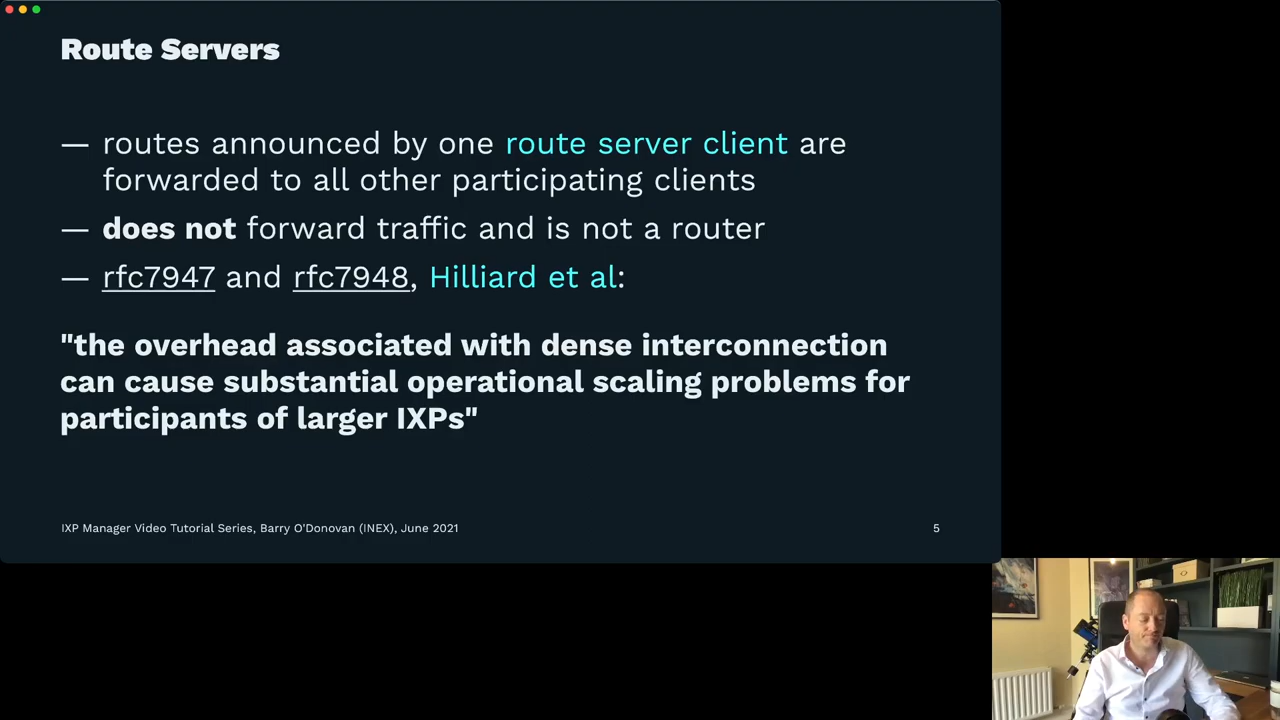 Route Servers
— routes announced by one route server client are
forwarded to all other participating clients
— does not forward traffic and is not a router
— rfc7947 and rfc7948, Hilliard et al:
"the overhead associated with dense interconnection
can cause substantial operational scaling problems for
participants of larger IXPs"
IXP Manager Video Tutorial Series, Barry O'Donovan (INEX), June 2021
5